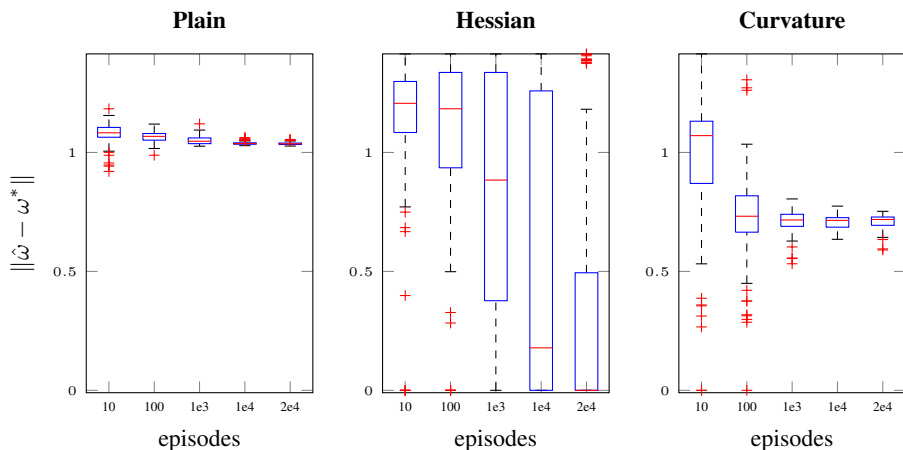 Plain Hessian Curvature
‖ω̂ − ω*‖
1 1 1
0.5 0.5 0.5
0 0 0
10 100 1e3 1e4 2e4 10 100 1e3 1e4 2e4 10 100 1e3 1e4 2e4
episodes episodes episodes